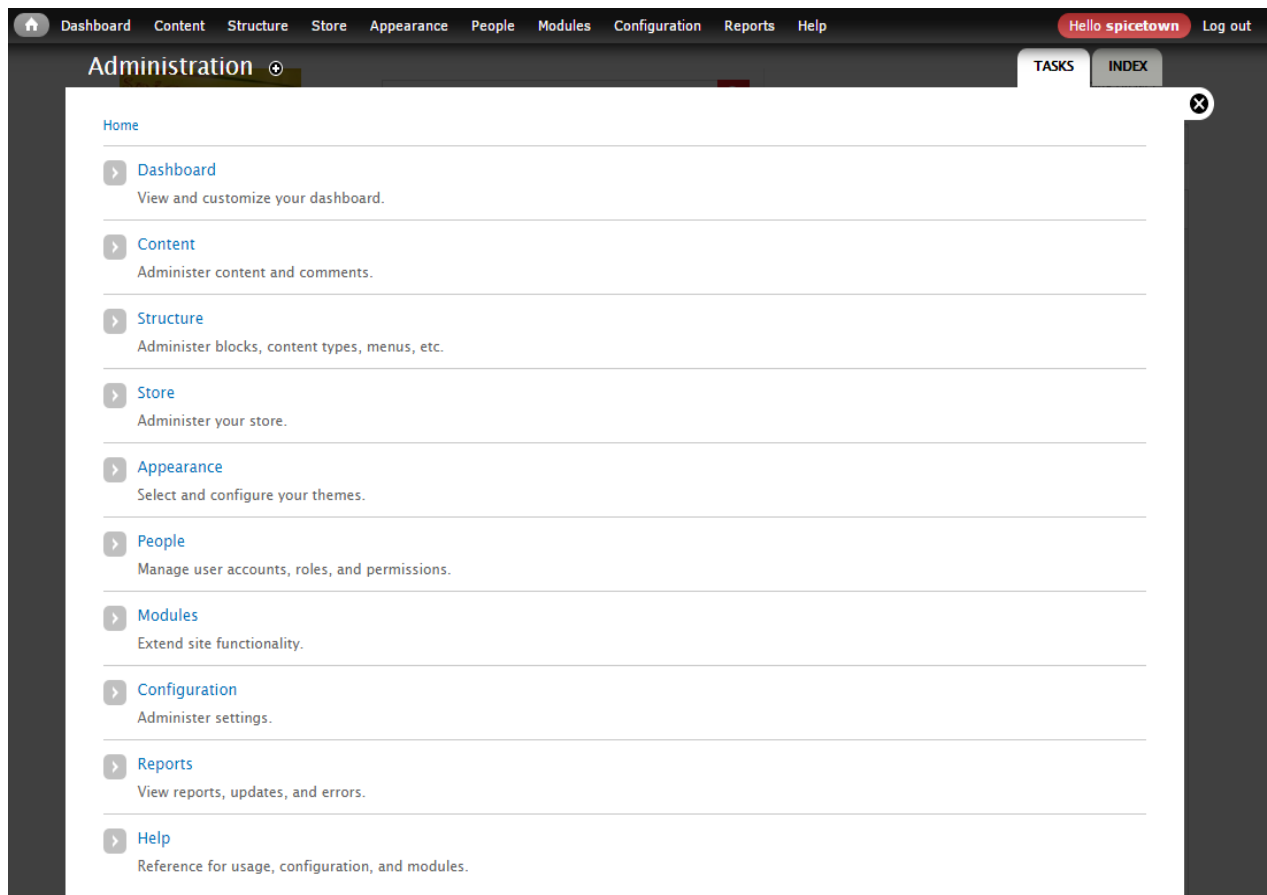 Dashboard Content Structure Store Appearance People Modules Configuration Reports Help Hello spicetown Log out
Administration TASKS INDEX
Home
Dashboard
View and customize your dashboard.
Content
Administer content and comments.
Structure
Administer blocks, content types, menus, etc.
Store
Administer your store.
Appearance
Select and configure your themes.
People
Manage user accounts, roles, and permissions.
Modules
Extend site functionality.
Configuration
Administer settings.
Reports
View reports, updates, and errors.
Help
Reference for usage, configuration, and modules.